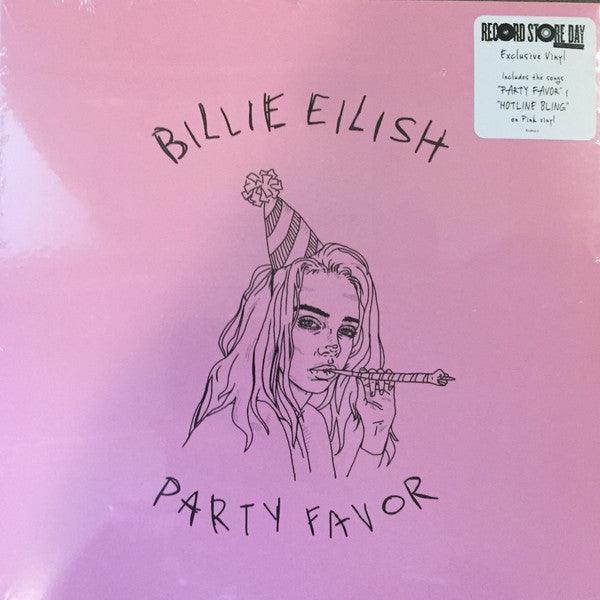 RECORD STORE DAY
Exclusive Vinyl
Includes the songs
"PARTY FAVOR" &
"HOTLINE BLING"
on Pink vinyl
BILLIE EILISH
PARTY FAVOR